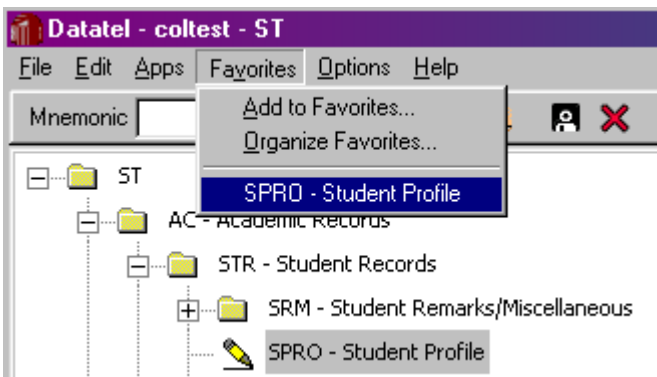 Datatel - coltest - ST
File Edit Apps Favorites Options Help
Mnemonic
Add to Favorites...
Organize Favorites...
SPRO - Student Profile
ST
AC - Academic Records
STR - Student Records
SRM - Student Remarks/Miscellaneous
SPRO - Student Profile